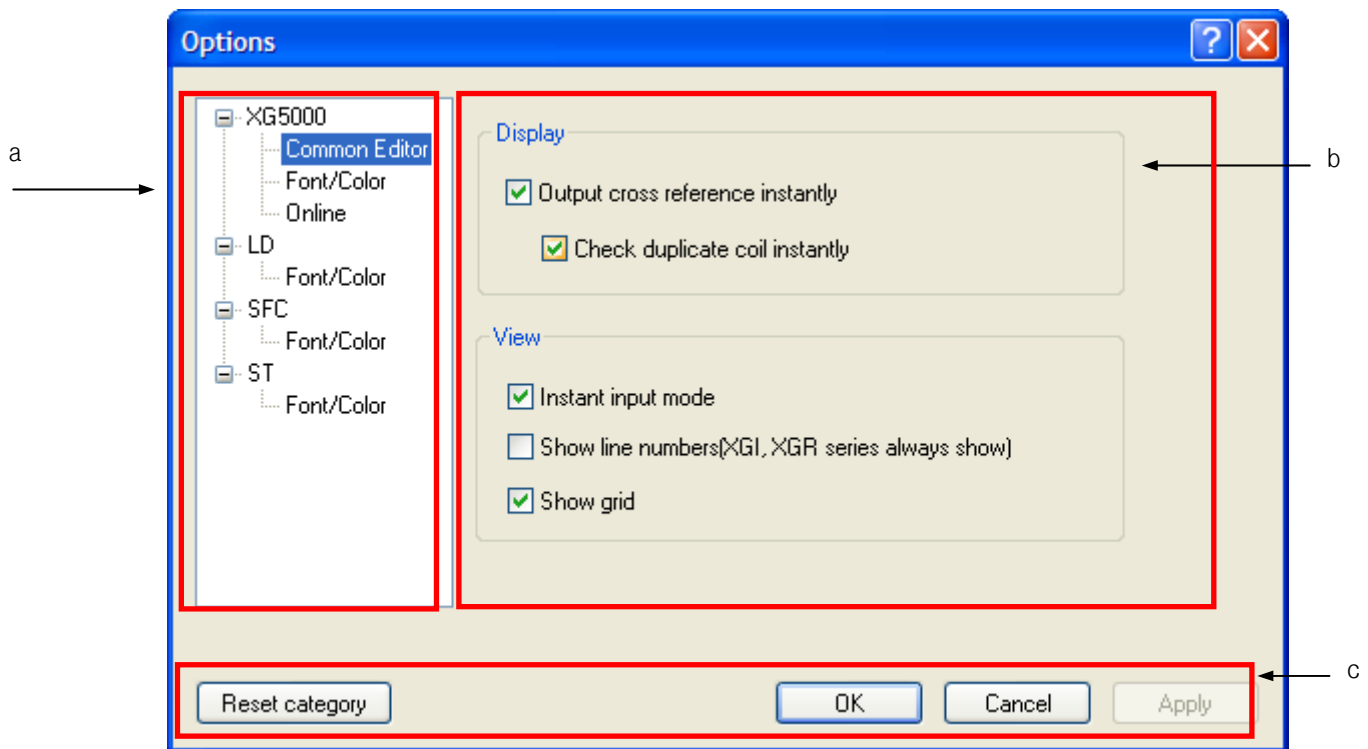 Options
a
XG5000
Common Editor
Font/Color
Online
LD
Font/Color
SFC
Font/Color
ST
Font/Color
Display
Output cross reference instantly
Check duplicate coil instantly
View
Instant input mode
Show line numbers(XGI, XGR series always show)
Show grid
b
Reset category
OK
Cancel
Apply
c